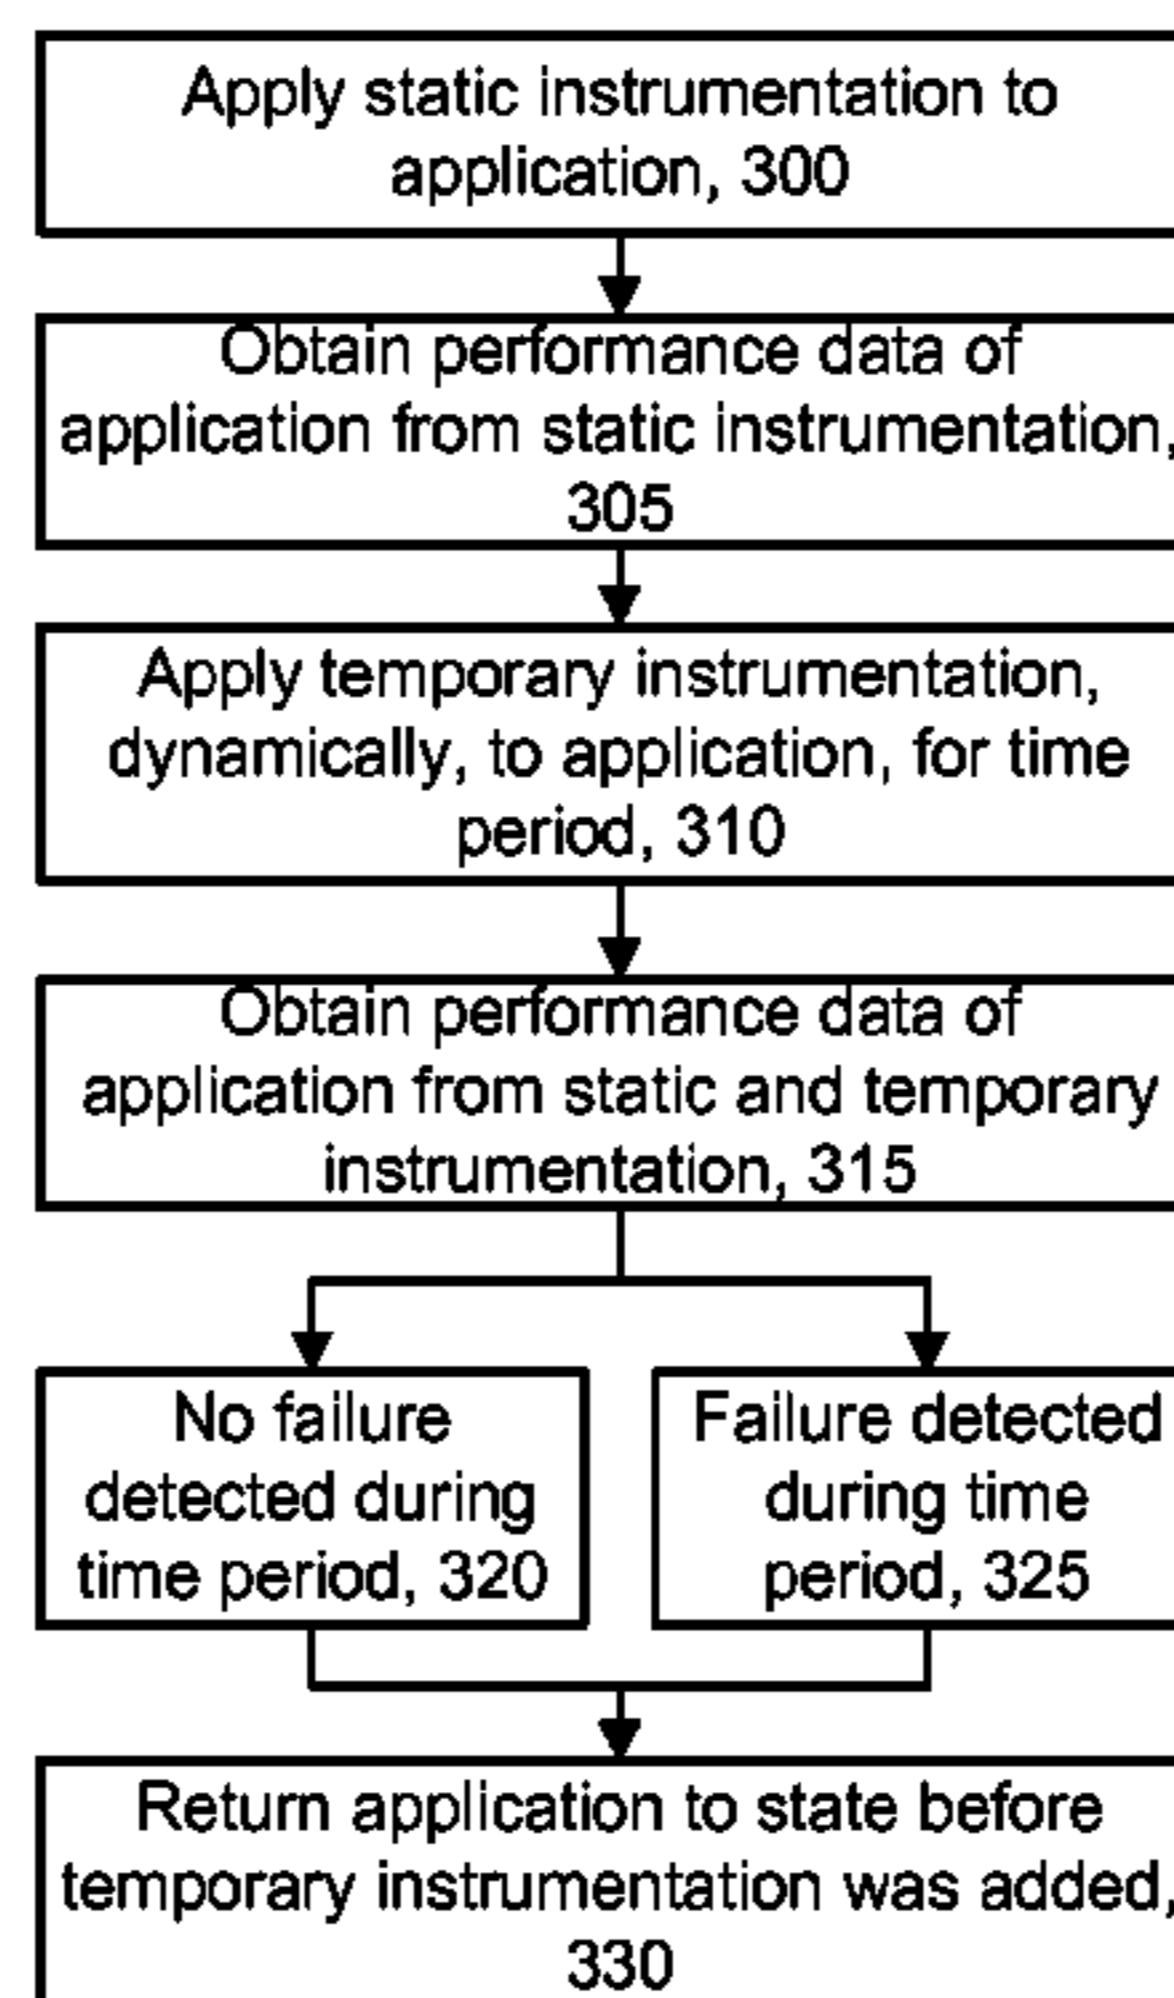 Apply static instrumentation to
application, 300
Obtain performance data of
application from static instrumentation,
305
Apply temporary instrumentation,
dynamically, to application, for time
period, 310
Obtain performance data of
application from static and temporary
instrumentation, 315
No failure
detected during
time period, 320
Failure detected
during time
period, 325
Return application to state before
temporary instrumentation was added,
330